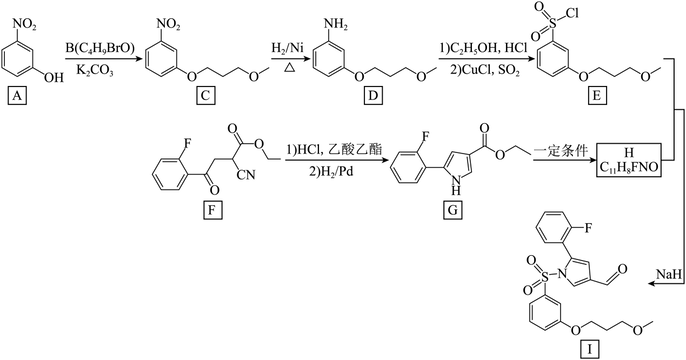 NO₂
OH
A
B(C₄H₉BrO)
K₂CO₃
NO₂
O
O
C
H₂/Ni
△
NH₂
O
O
D
1)C₂H₅OH, HCl
2)CuCl, SO₂
O
Cl
S
O
O
O
E
F
O
O
O
CN
F
1)HCl, 乙酸乙酯
2)H₂/Pd
F
O
O
N
H
G
一定条件
H
C₁₁H₈FNO
NaH
F
O
N
S
O
O
O
O
I